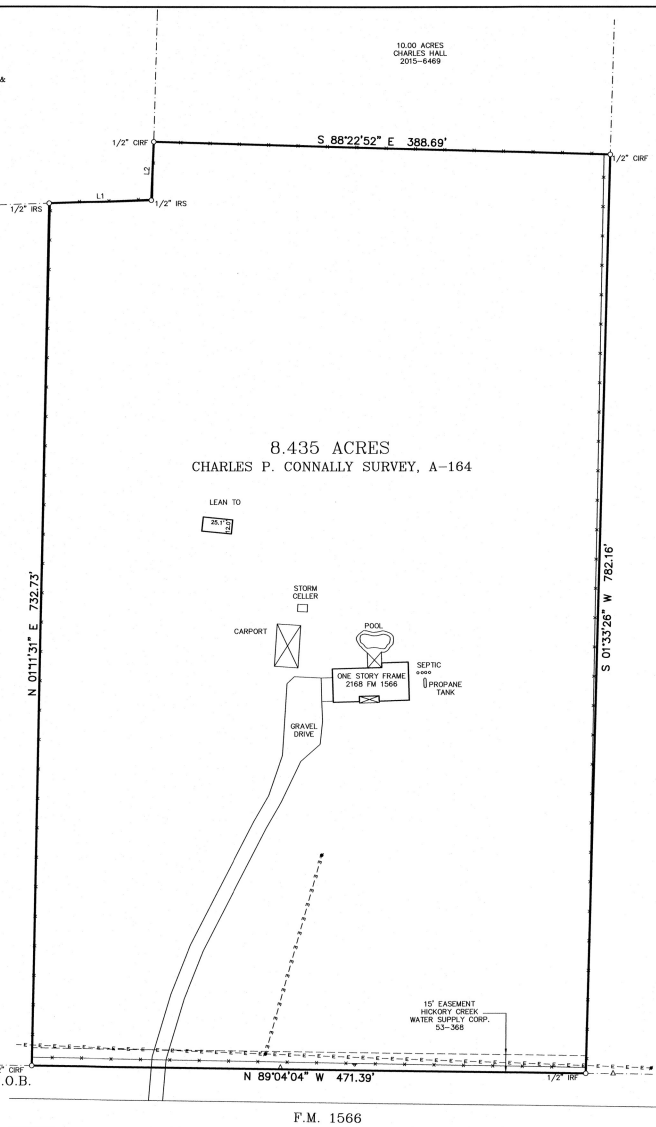 10.00 ACRES
CHARLES HALL
2015-6469
&
1/2" CIRF
S 88°22'52" E 388.69'
1/2" CIRF
L2
L1
1/2" IRS
1/2" IRS
8.435 ACRES
CHARLES P. CONNALLY SURVEY, A-164
LEAN TO
25.1'
12.0'
N 01°11'31" E 732.73'
S 01°33'26" W 782.16'
STORM
CELLER
CARPORT
POOL
ONE STORY FRAME
2168 FM 1566
SEPTIC
PROPANE
TANK
GRAVEL
DRIVE
15' EASEMENT
HICKORY CREEK
WATER SUPPLY CORP.
53-368
E E E E E E E E E E E E E E E E
" CIRF
.O.B.
N 89°04'04" W 471.39'
1/2" IRF
F.M. 1566